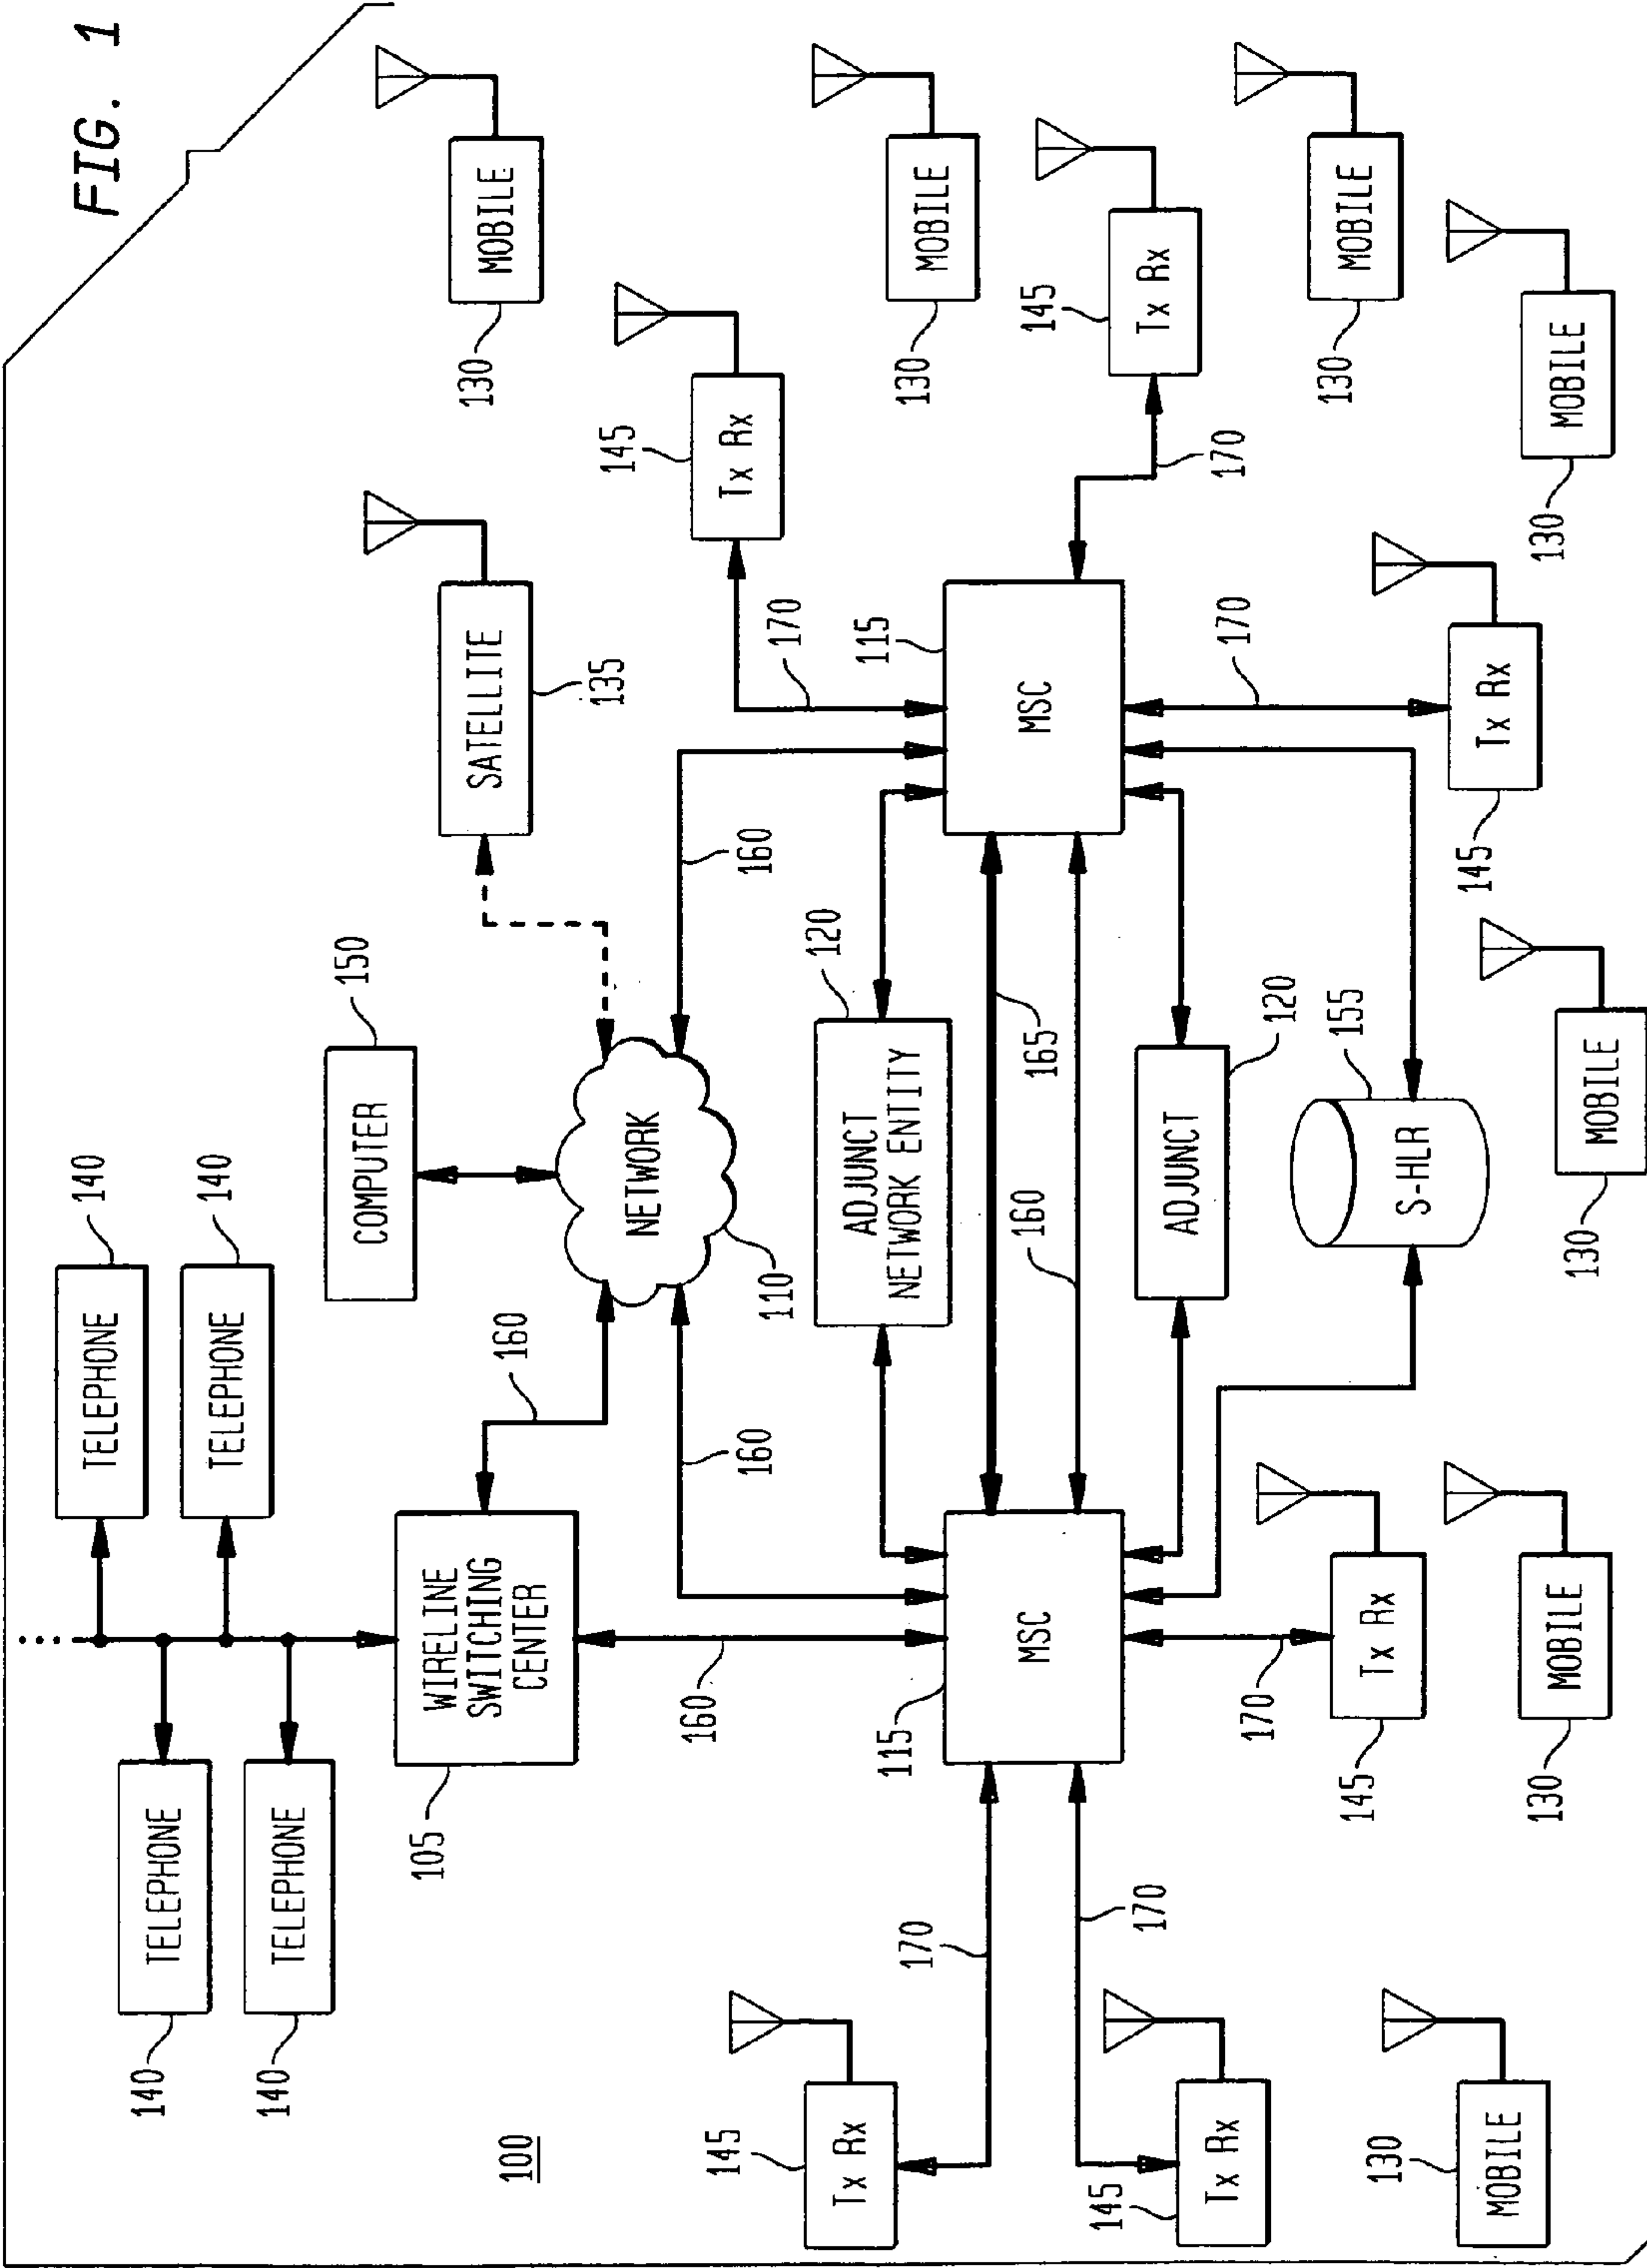 FIG. 1
100
TELEPHONE
140
TELEPHONE
140
TELEPHONE
140
TELEPHONE
140
WIRELINE
SWITCHING
CENTER
105
160
COMPUTER
150
NETWORK
110
SATELLITE
135
MOBILE
130
160
160
160
Tx Rx
145
170
ADJUNCT
NETWORK ENTITY
120
MSC
115
MSC
115
165
160
ADJUNCT
120
S-HLR
155
Tx Rx
145
170
Tx Rx
145
170
Tx Rx
145
170
Tx Rx
145
170
Tx Rx
145
170
MOBILE
130
MOBILE
130
MOBILE
130
MOBILE
130
MOBILE
130
MOBILE
130